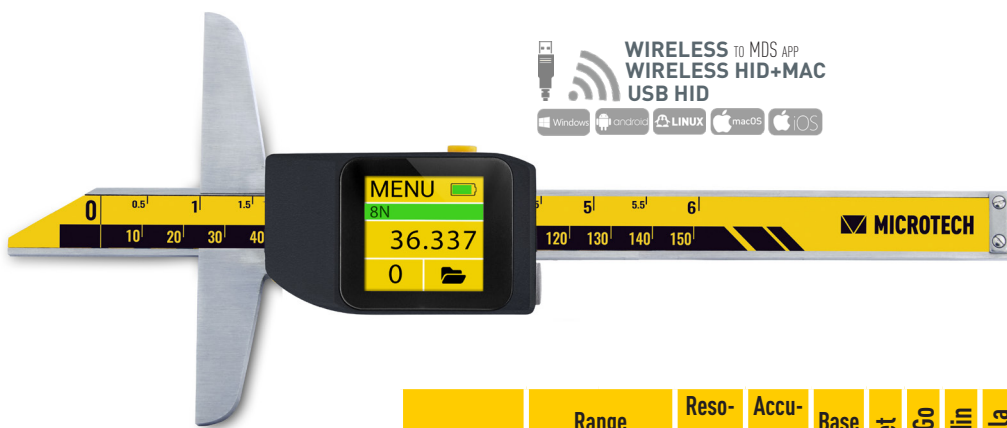 WIRELESS TO MDS APP
WIRELESS HID+MAC
USB HID
Windows android LINUX macOS iOS
MENU
8N
36.337
0
0 0.5 1 1.5 5 5.5 6
10 20 30 40 120 130 140 150
MICROTECH
Range
Reso-
Accu-
Base
Go